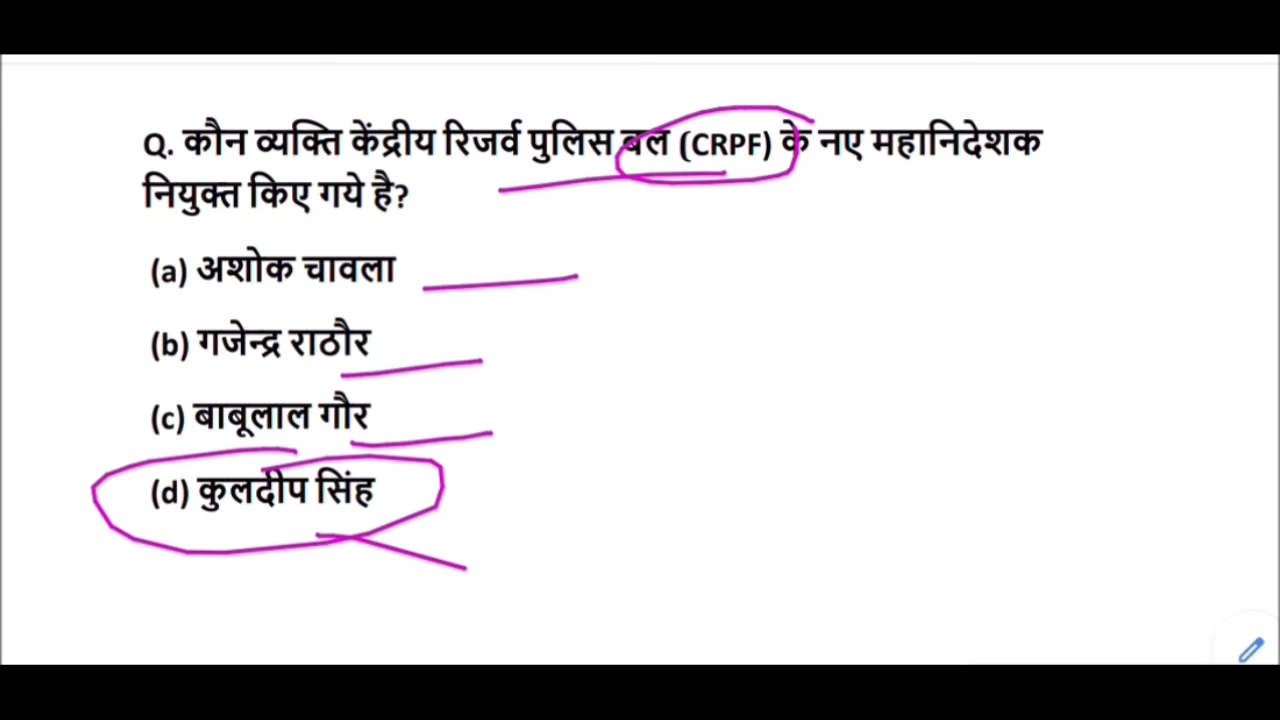 Q. कौन व्यक्ति केंद्रीय रिजर्व पुलिस बल (CRPF) के नए महानिदेशक
नियुक्त किए गये है?
(a) अशोक चावला
(b) गजेन्द्र राठौर
(c) बाबूलाल गौर
(d) कुलदीप सिंह